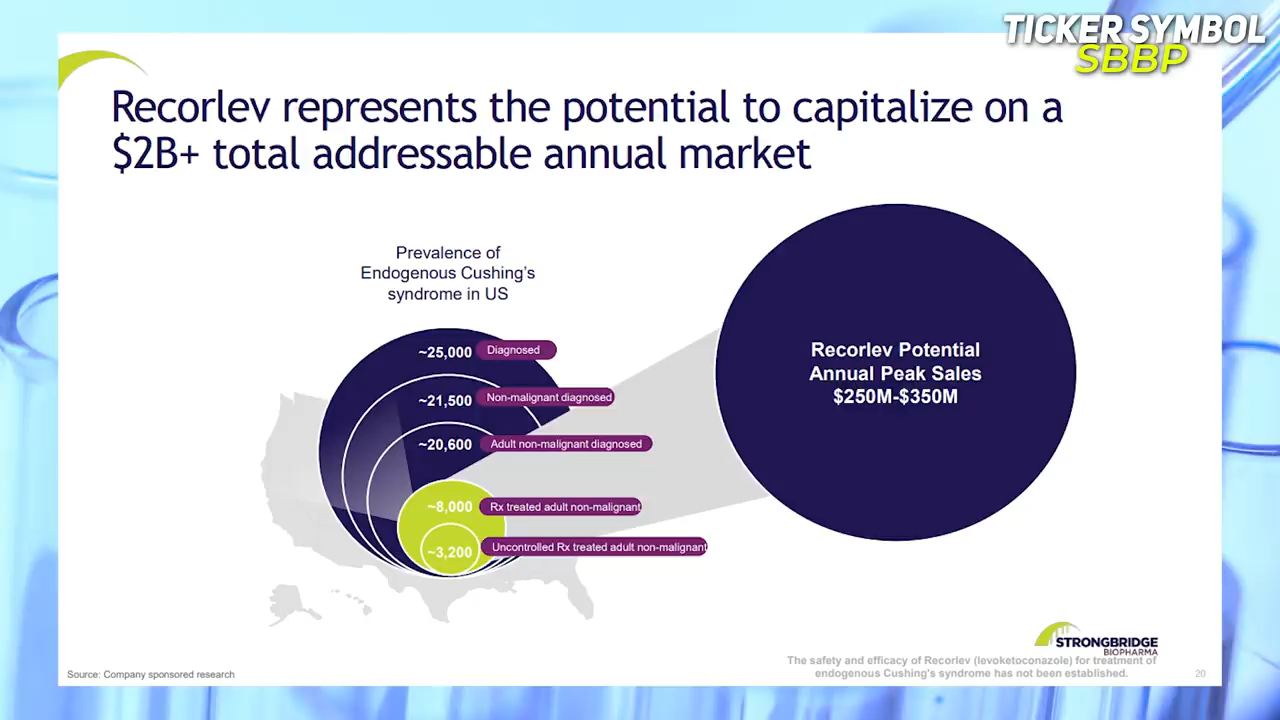 TICKER SYMBOL
SBBP
Recorlev represents the potential to capitalize on a
$2B+ total addressable annual market
Prevalence of
Endogenous Cushing's
syndrome in US
~25,000 Diagnosed
~21,500 Non-malignant diagnosed
~20,600 Adult non-malignant diagnosed
~8,000 Rx treated adult non-malignant
~3,200 Uncontrolled Rx treated adult non-malignant
Recorlev Potential
Annual Peak Sales
$250M-$350M
STRONGBRIDGE
BIOPHARMA
The safety and efficacy of Recorlev (levoketoconazole) for treatment of
endogenous Cushing's syndrome has not been established.
Source: Company sponsored research
20